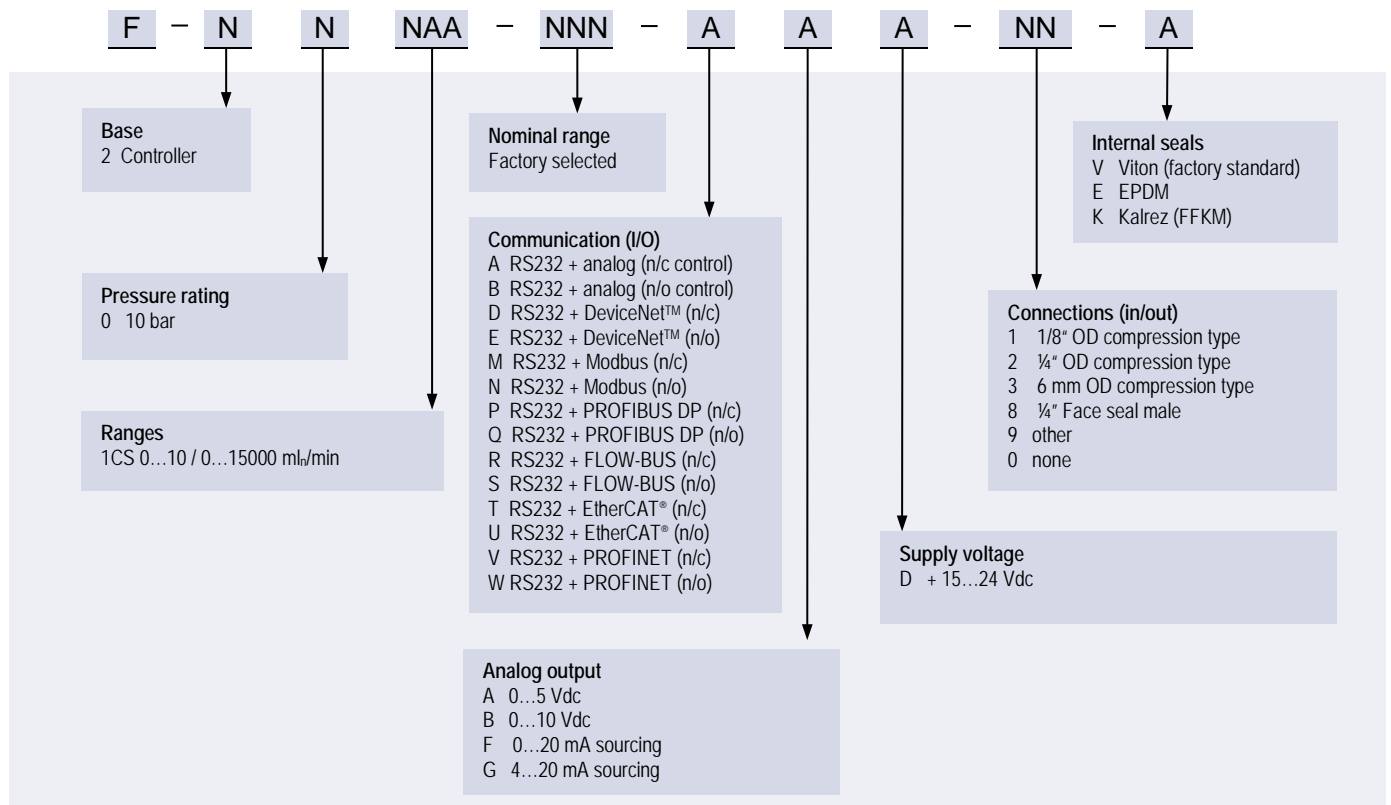 F – N N NAA – NNN – A A A – NN – A
Base
2 Controller
Pressure rating
0 10 bar
Ranges
1CS 0…10 / 0…15000 mlₙ/min
Nominal range
Factory selected
Communication (I/O)
A RS232 + analog (n/c control)
B RS232 + analog (n/o control)
D RS232 + DeviceNet™ (n/c)
E RS232 + DeviceNet™ (n/o)
M RS232 + Modbus (n/c)
N RS232 + Modbus (n/o)
P RS232 + PROFIBUS DP (n/c)
Q RS232 + PROFIBUS DP (n/o)
R RS232 + FLOW-BUS (n/c)
S RS232 + FLOW-BUS (n/o)
T RS232 + EtherCAT® (n/c)
U RS232 + EtherCAT® (n/o)
V RS232 + PROFINET (n/c)
W RS232 + PROFINET (n/o)
Analog output
A 0…5 Vdc
B 0…10 Vdc
F 0…20 mA sourcing
G 4…20 mA sourcing
Supply voltage
D + 15…24 Vdc
Connections (in/out)
1 1/8" OD compression type
2 ¼" OD compression type
3 6 mm OD compression type
8 ¼" Face seal male
9 other
0 none
Internal seals
V Viton (factory standard)
E EPDM
K Kalrez (FFKM)